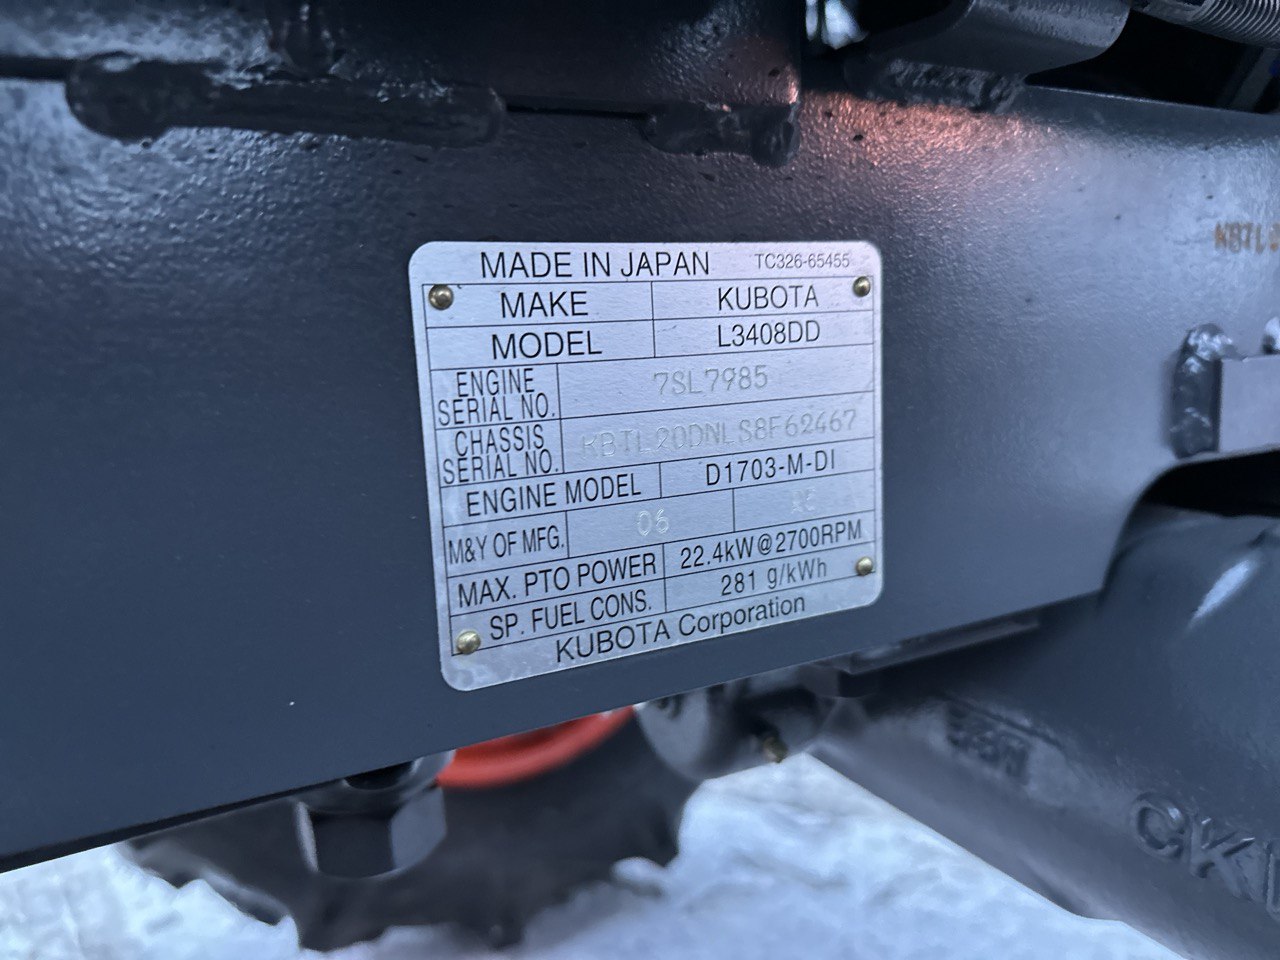 MADE IN JAPAN TC326-65455
MAKE KUBOTA
MODEL L3408DD
ENGINE SERIAL NO. 7SL7985
CHASSIS SERIAL NO. KBTL20DNLS8F62467
ENGINE MODEL D1703-M-DI
M&Y OF MFG. 06
MAX. PTO POWER 22.4kW@2700RPM
SP. FUEL CONS. 281 g/kWh
KUBOTA Corporation